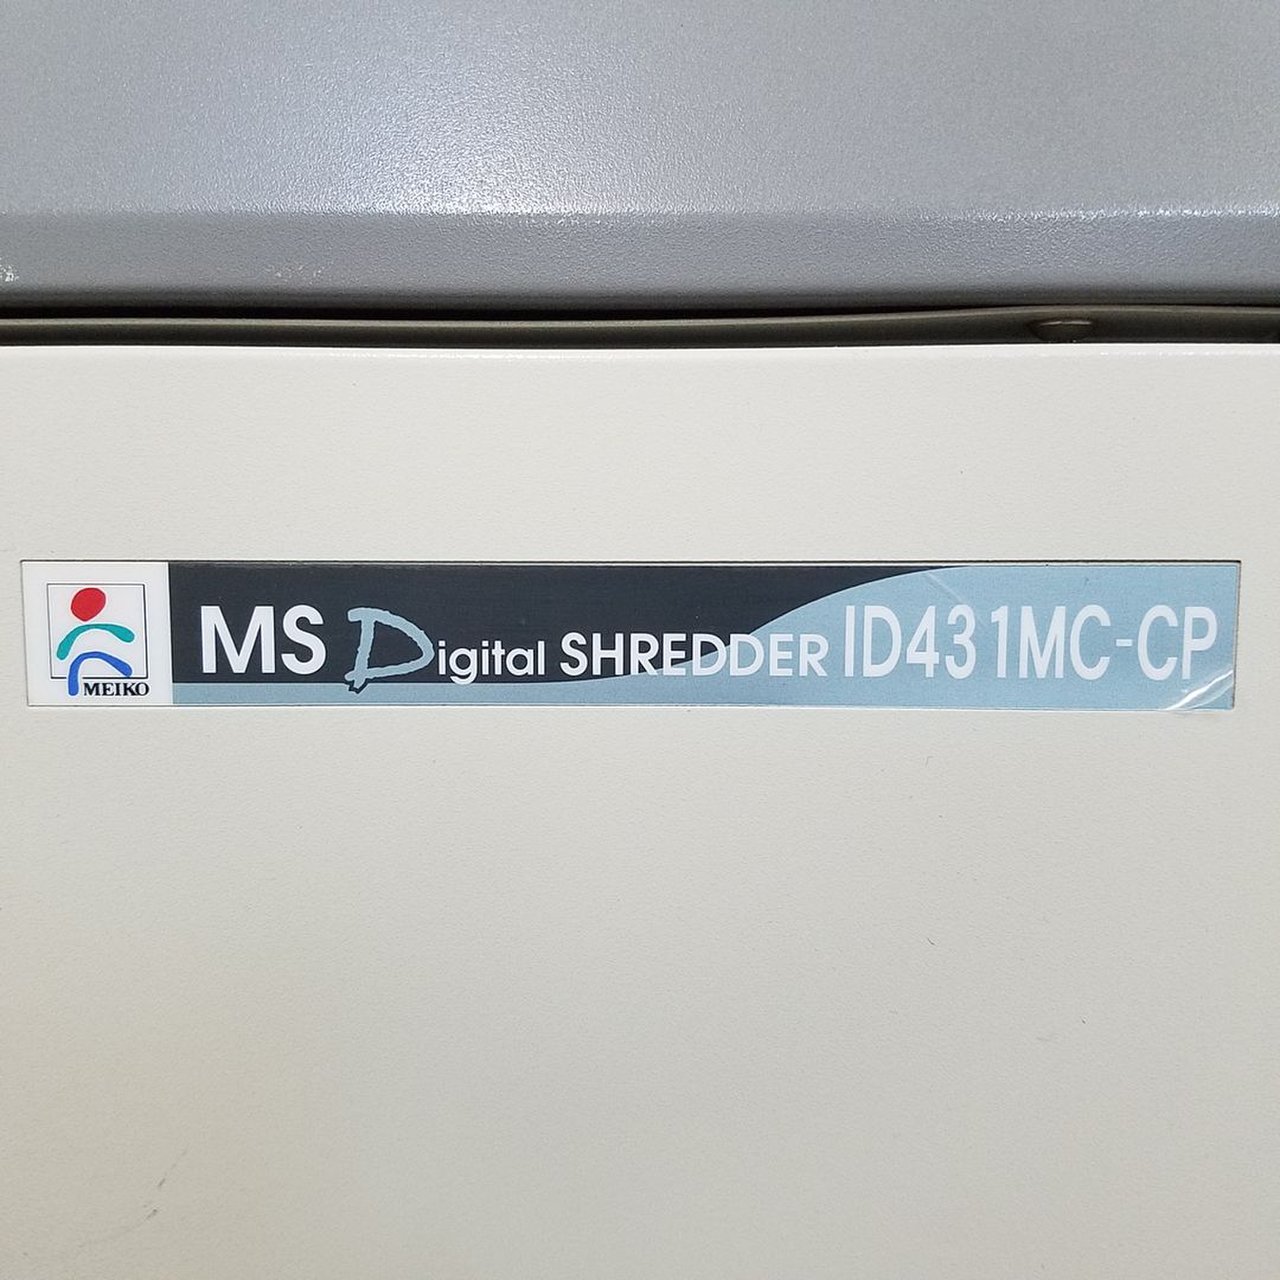 MEIKO
MS Digital SHREDDER ID431MC-CP